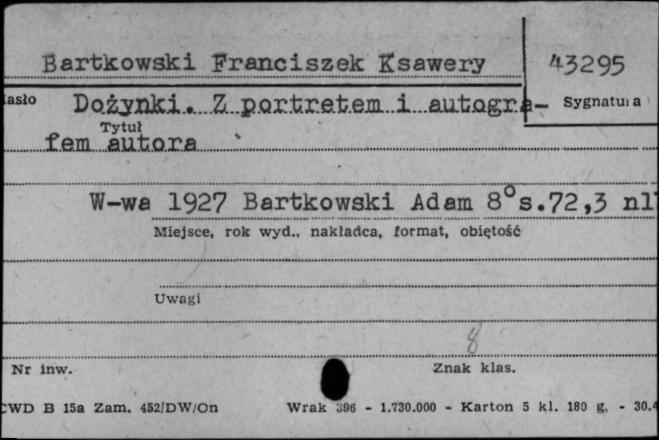 Bartkowski Franciszek Ksawery
43295
Dożynki. Z portretem i autogra-
Sygnatura
Tytuł
fem autora
W-wa 1927 Bartkowski Adam 8° s.72,3 nl
Miejsce, rok wyd., nakładca, format, objętość
Uwagi
8
Nr inw.
Znak klas.
CWD B 15a Zam. 452/DW/On Wrak 396 - 1.730.000 - Karton 5 kl. 180 g. - 30.4